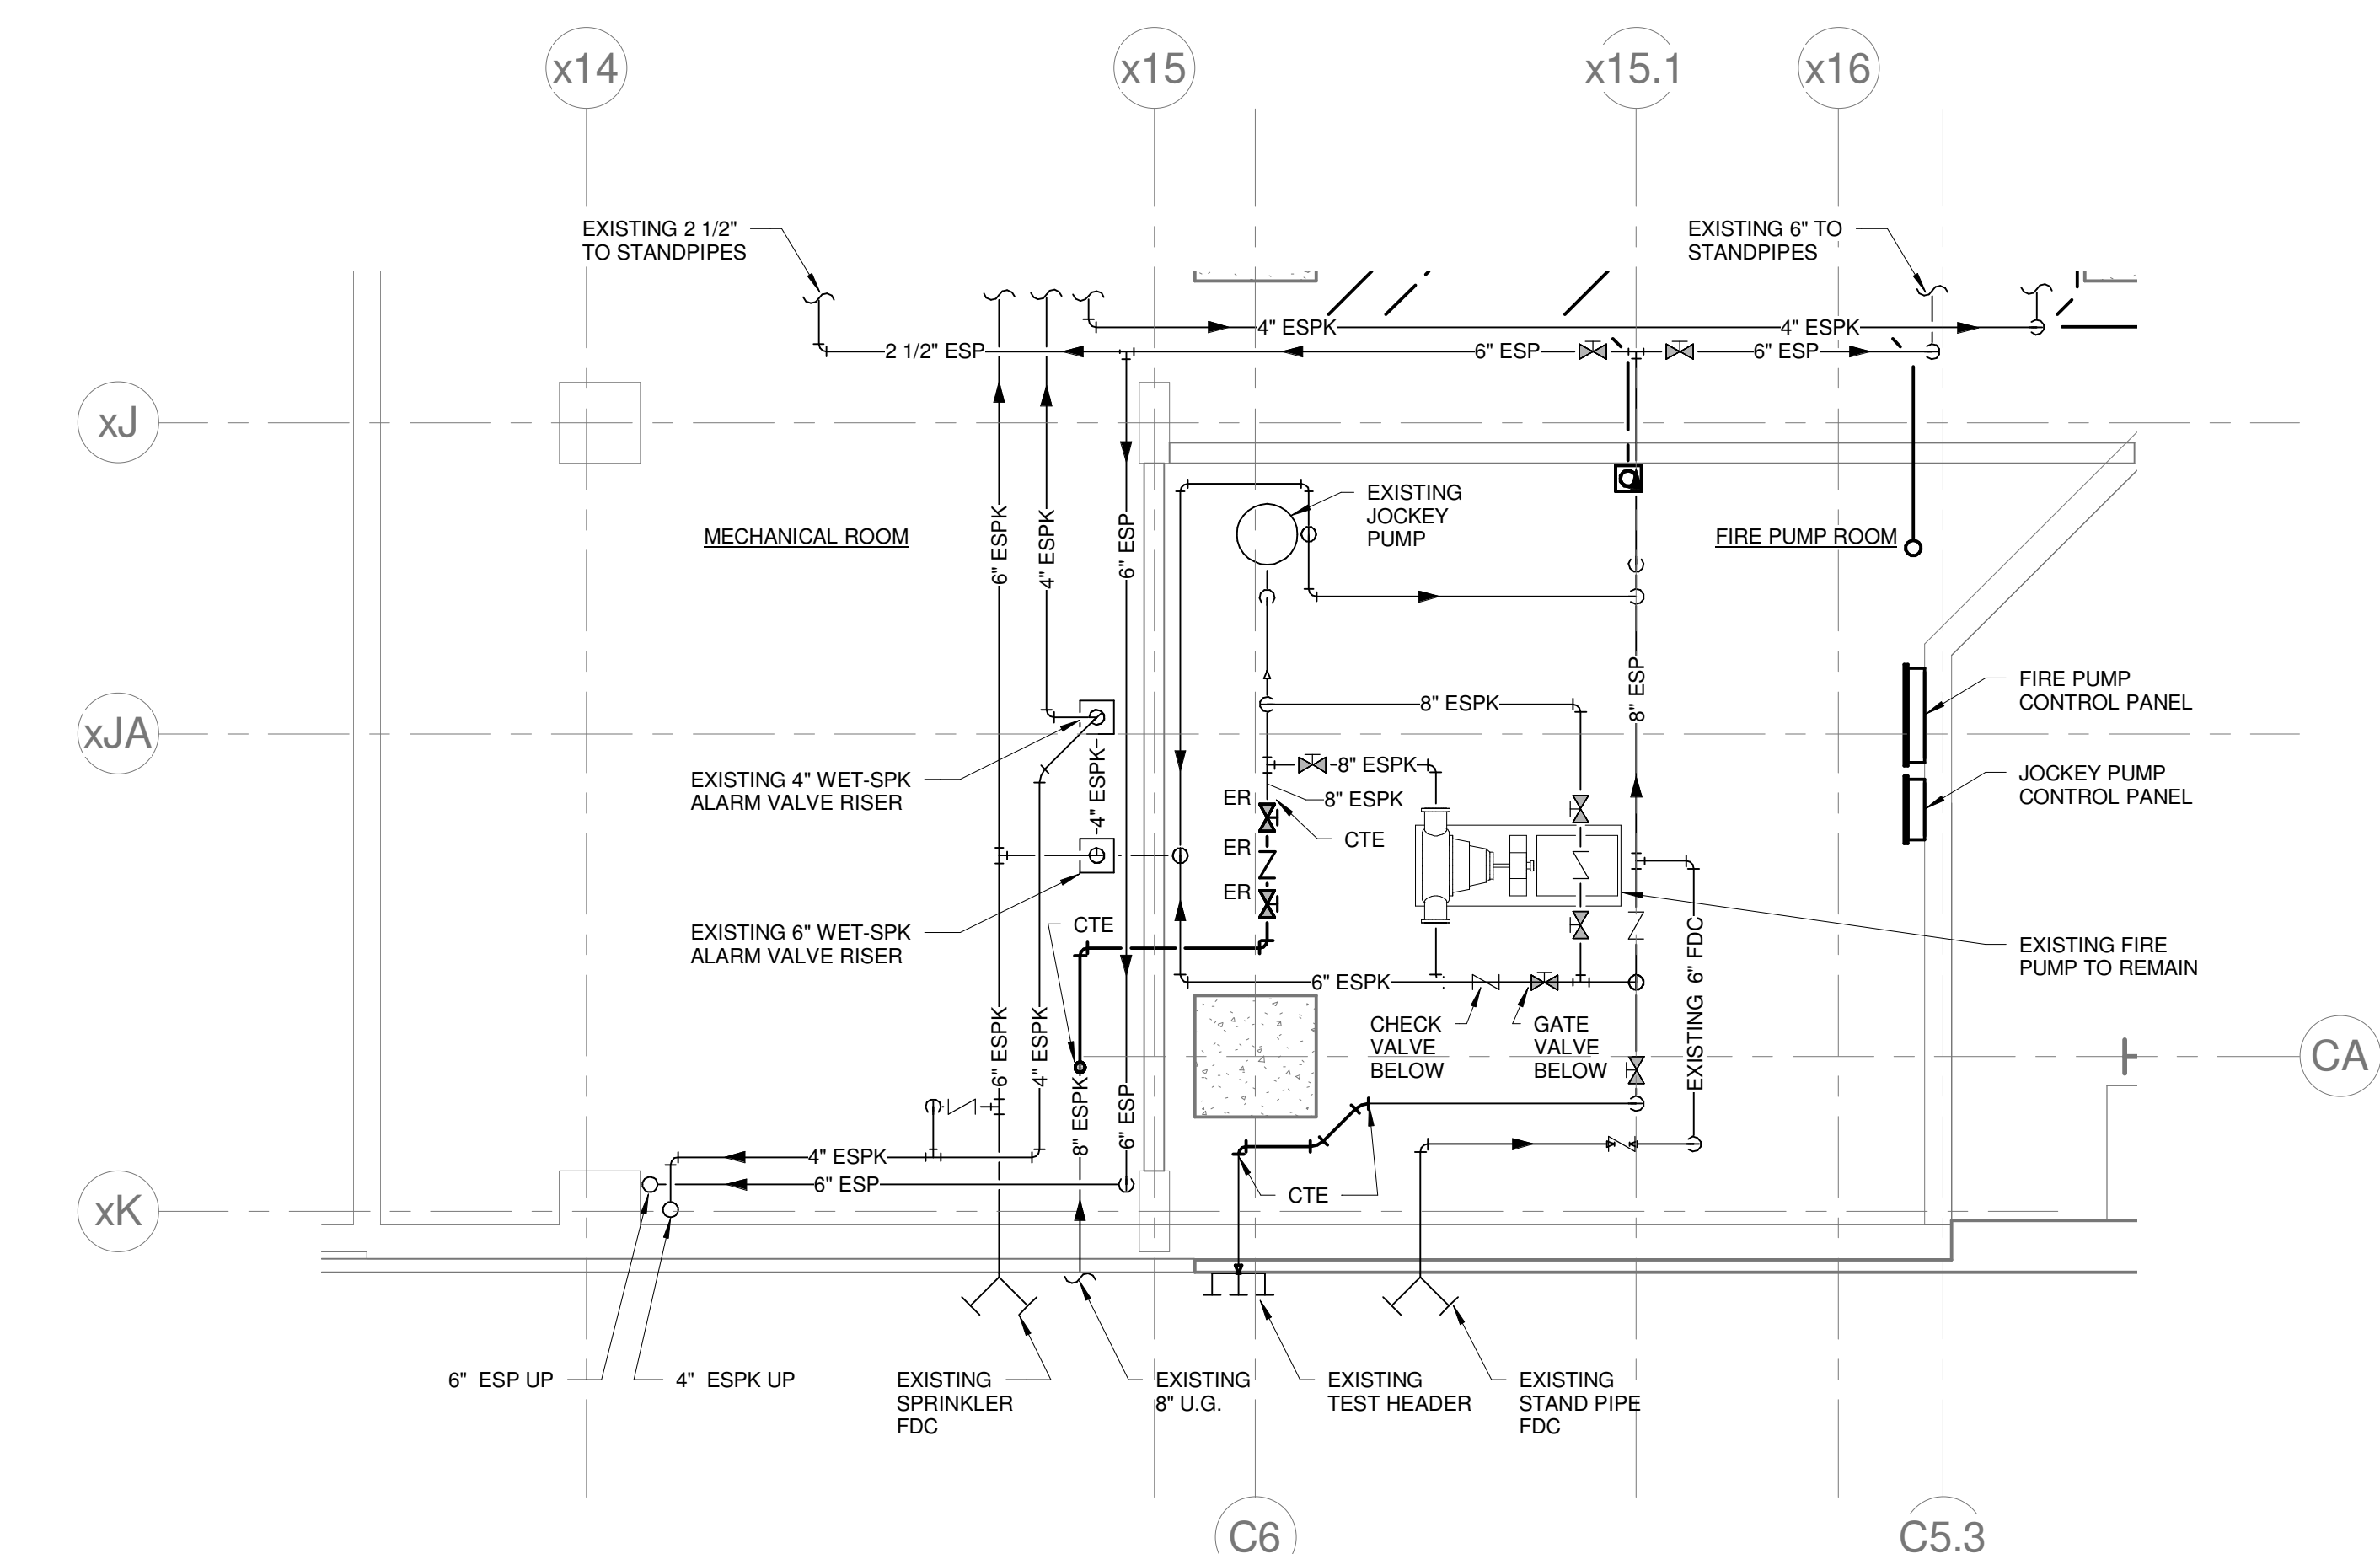 x14
x15
x15.1
x16
EXISTING 2 1/2"
TO STANDPIPES
EXISTING 6" TO
STANDPIPES
4" ESPK
4" ESPK
2 1/2" ESP
6" ESP
6" ESP
xJ
EXISTING
JOCKEY
PUMP
MECHANICAL ROOM
FIRE PUMP ROOM
6" ESPK
4" ESPK
6" ESP
8" ESP
FIRE PUMP
CONTROL PANEL
8" ESPK
xJA
EXISTING 4" WET-SPK
ALARM VALVE RISER
4" ESPK
8" ESPK
8" ESPK
JOCKEY PUMP
CONTROL PANEL
ER
CTE
ER
ER
EXISTING 6" WET-SPK
ALARM VALVE RISER
CTE
EXISTING 6" FDC
EXISTING FIRE
PUMP TO REMAIN
6" ESPK
CHECK
VALVE
BELOW
GATE
VALVE
BELOW
CA
6" ESPK
4" ESPK
8" ESPK
6" ESP
4" ESPK
6" ESP
CTE
xK
6" ESP UP
4" ESPK UP
EXISTING
SPRINKLER
FDC
EXISTING
8" U.G.
EXISTING
TEST HEADER
EXISTING
STAND PIPE
FDC
C6
C5.3